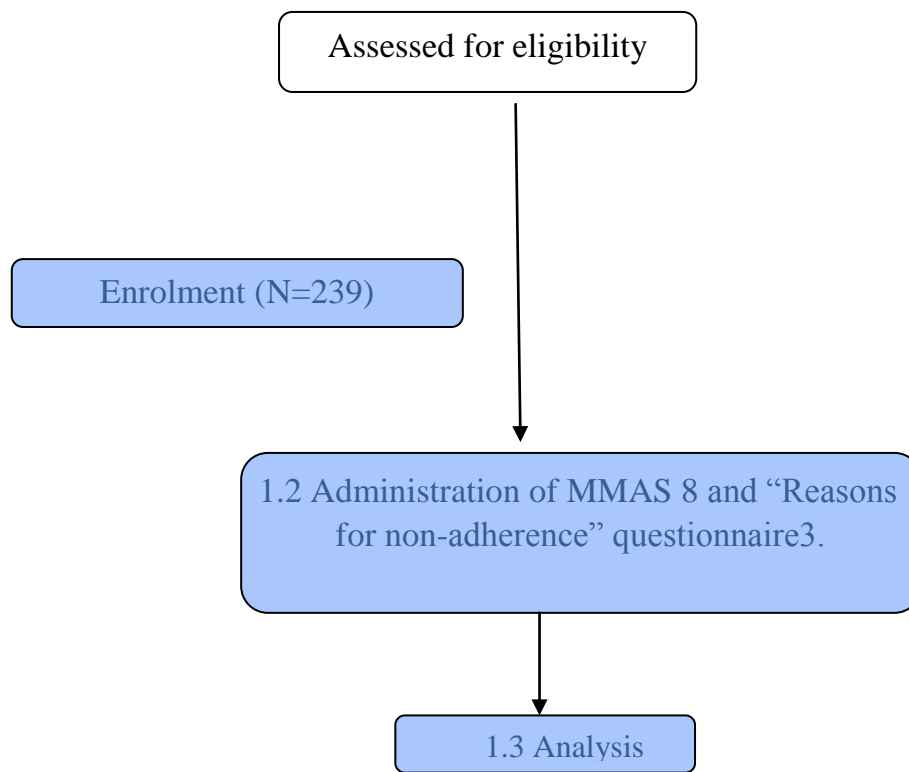 Assessed for eligibility
Enrolment (N=239)
1.2 Administration of MMAS 8 and “Reasons
for non-adherence” questionnaire3.
1.3 Analysis